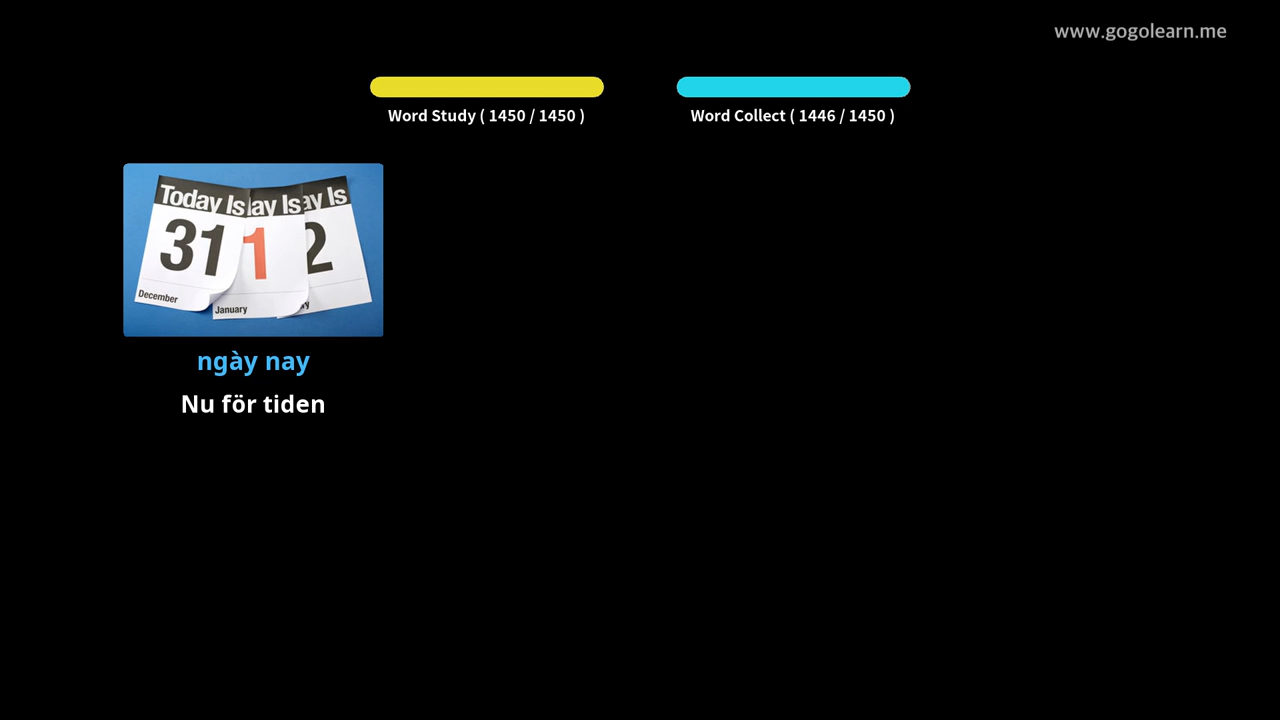 www.gogolearn.me
Word Study ( 1450 / 1450 )
Word Collect ( 1446 / 1450 )
Today Is
ay Is
ay Is
31
1
2
December
January
ry
ngày nay
Nu för tiden